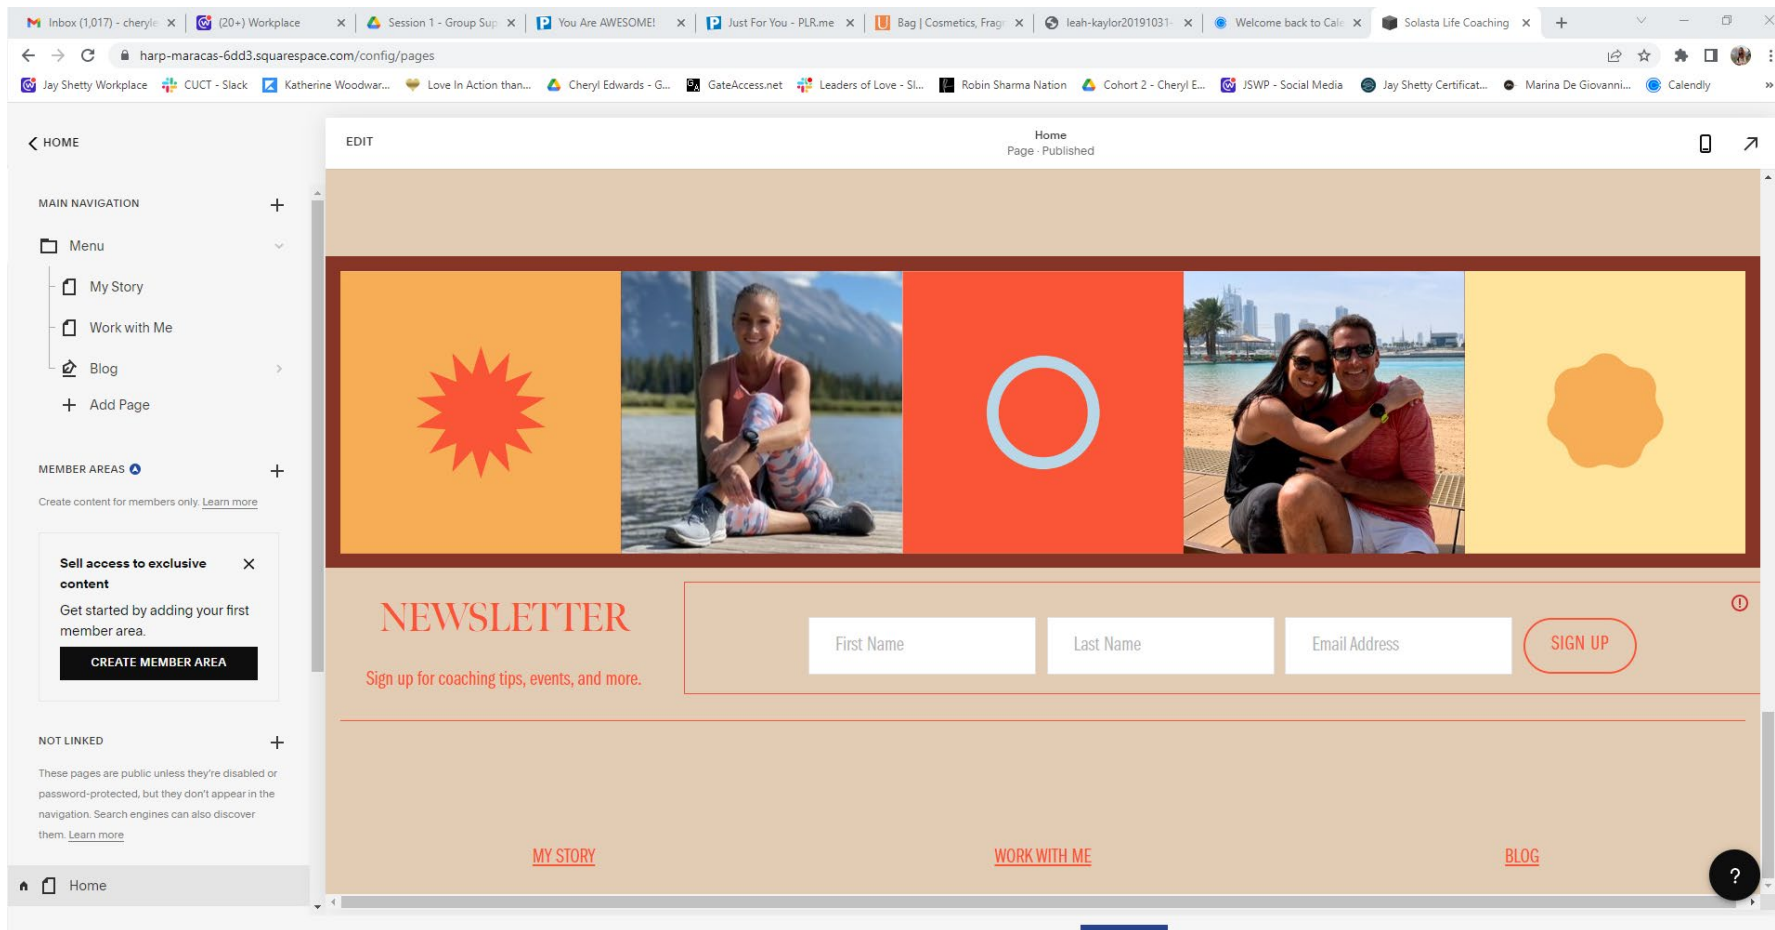 Inbox (1,017) - cheryle
(20+) Workplace
Session 1 - Group Sup
You Are AWESOME!
Just For You - PLR.me
Bag | Cosmetics, Frag
leah-kaylor20191031-
Welcome back to Cale
Solasta Life Coaching
harp-maracas-6dd3.squarespace.com/config/pages
Jay Shetty Workplace
CUCT - Slack
Katherine Woodwar...
Love In Action than...
Cheryl Edwards - G...
GateAccess.net
Leaders of Love - Sl...
Robin Sharma Nation
Cohort 2 - Cheryl E...
JSWP - Social Media
Jay Shetty Certificat...
Marina De Giovanni...
Calendly
»
HOME
EDIT
Home
Page · Published
MAIN NAVIGATION
Menu
My Story
Work with Me
Blog
+ Add Page
MEMBER AREAS
Create content for members only. Learn more
Sell access to exclusive
content
Get started by adding your first
member area.
CREATE MEMBER AREA
NOT LINKED
These pages are public unless they're disabled or
password-protected, but they don't appear in the
navigation. Search engines can also discover
them. Learn more
Home
NEWSLETTER
Sign up for coaching tips, events, and more.
First Name
Last Name
Email Address
SIGN UP
MY STORY
WORK WITH ME
BLOG
?